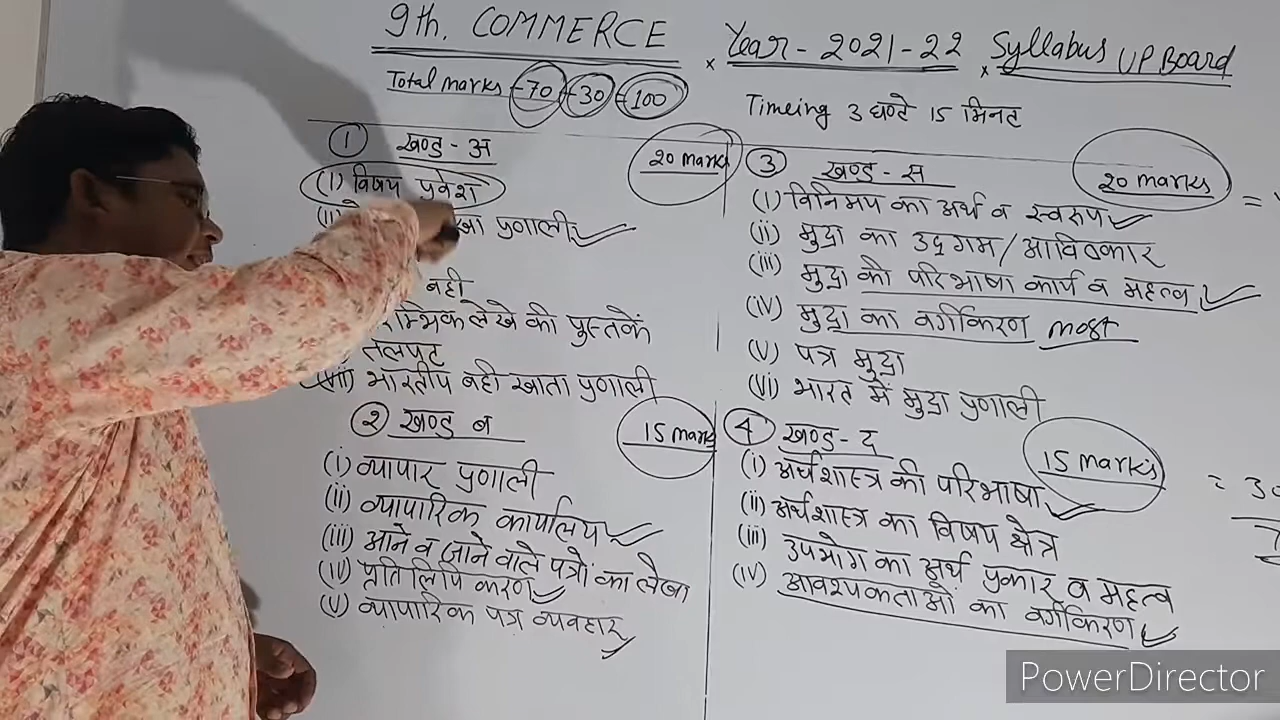 9th. COMMERCE
Year - 2021-22 Syllabus UP Board
Total marks - 70 - 30 - 100
Timeing 3 घण्टे 15 मिनट
① खण्ड - अ
20 marks
(I) विषय प्रवेश
(II) प्रणाली
बही
लेखे की पुस्तकें
तलपट
(VII) भारतीय बही खाता प्रणाली
② खण्ड ब
15 marks
(i) व्यापार प्रणाली
(ii) व्यापारिक कार्यालय
(iii) आने व जाने वाले पत्रों का लेखा
(IV) प्रतिलिपिकरण
(V) व्यापारिक पत्र व्यवहार
③ खण्ड - स
20 marks =
(I) विनिमय का अर्थ व स्वरूप
(ii) मुद्रा का उद्गम / आविष्कार
(iii) मुद्रा की परिभाषा कार्य व महत्व
(IV) मुद्रा का वर्गीकरण most
(V) पत्र मुद्रा
(Vi) भारत में मुद्रा प्रणाली
④ खण्ड - द
15 marks
(i) अर्थशास्त्र की परिभाषा
(ii) अर्थशास्त्र का विषय क्षेत्र
(iii) उपभोग का अर्थ प्रकार व महत्व
(IV) आवश्यकताओं का वर्गीकरण
PowerDirector